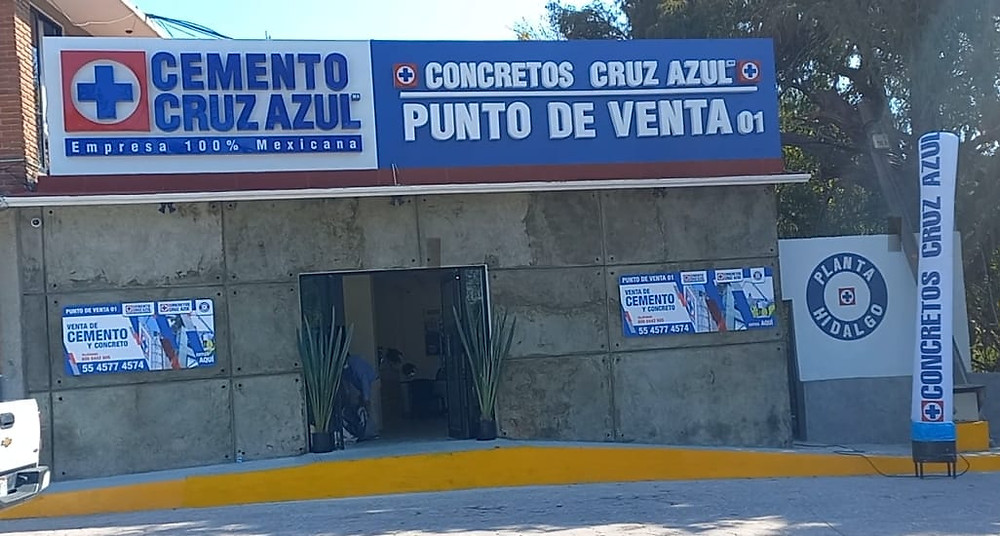 CEMENTO
CRUZ AZUL
Empresa 100% Mexicana
CONCRETOS CRUZ AZUL
PUNTO DE VENTA 01
PUNTO DE VENTA 01
VENTA DE
CEMENTO
Y CONCRETO
55 4577 4574
AQUÍ
PUNTO DE VENTA 01
VENTA DE
CEMENTO
Y CONCRETO
55 4577 4574
AQUÍ
PLANTA
HIDALGO
CONCRETOS CRUZ AZUL